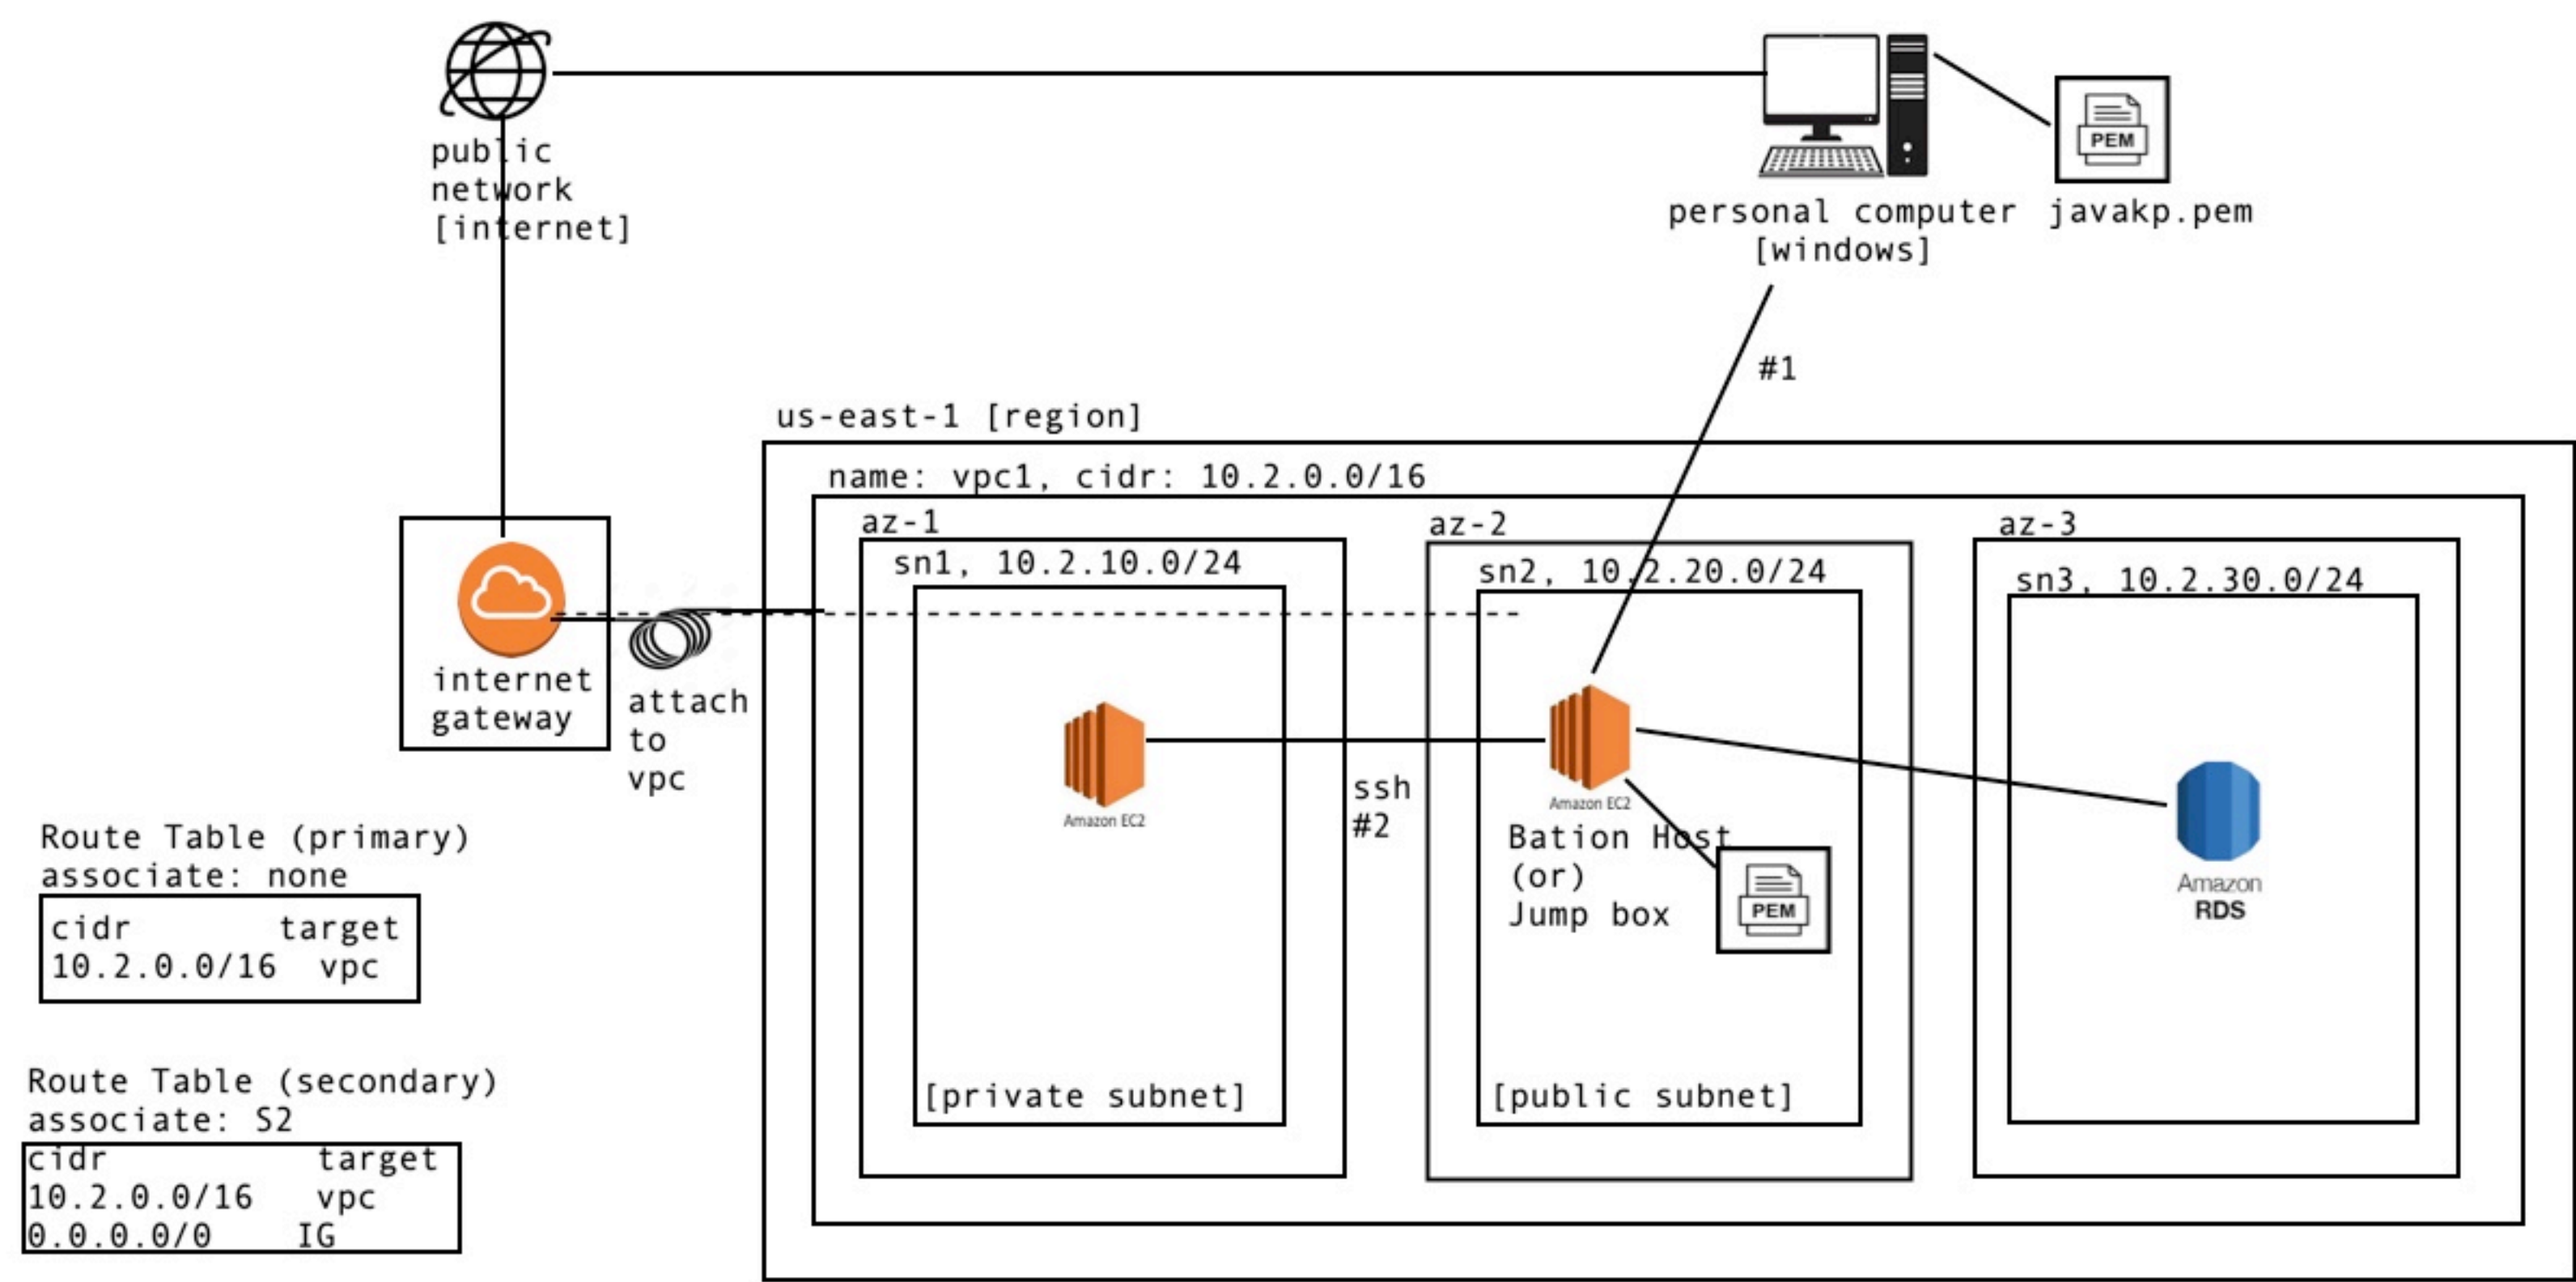 public
network
[internet]
PEM
personal computer
[windows]
javakp.pem
#1
us-east-1 [region]
name: vpc1, cidr: 10.2.0.0/16
az-1
sn1, 10.2.10.0/24
az-2
sn2, 10.2.20.0/24
az-3
sn3, 10.2.30.0/24
internet
gateway
attach
to
vpc
Amazon EC2
ssh
#2
Amazon EC2
Bation Host
(or)
Jump box
PEM
Amazon
RDS
[private subnet]
[public subnet]
Route Table (primary)
associate: none
cidr target
10.2.0.0/16 vpc
Route Table (secondary)
associate: S2
cidr target
10.2.0.0/16 vpc
0.0.0.0/0 IG